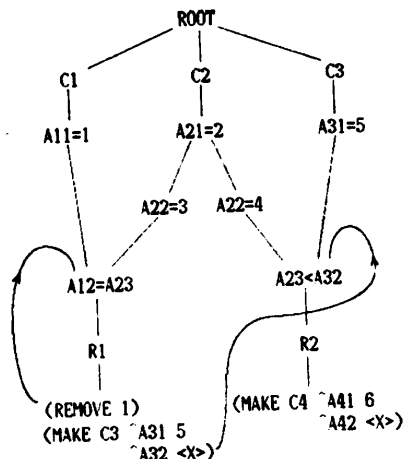 ROOT
C1 C2 C3
A11=1 A21=2 A31=5
A22=3 A22=4
A12=A23 A23<A32
R1 R2
(REMOVE 1) (MAKE C4 ^A41 6
(MAKE C3 ^A31 5 ^A42 <X>)
^A32 <X>)